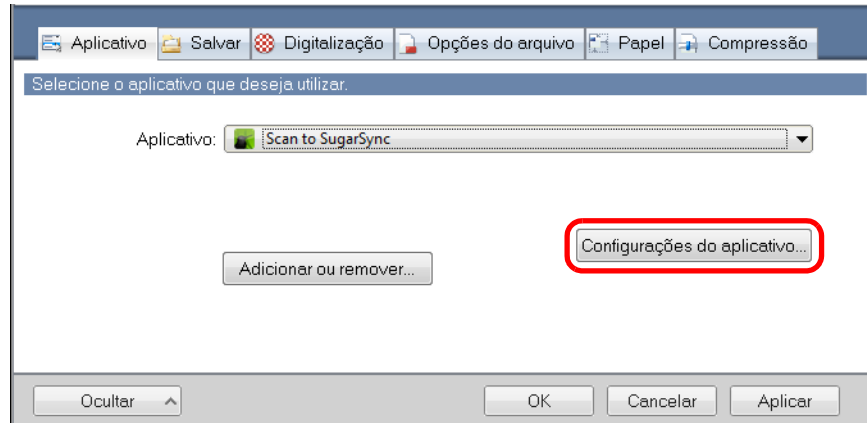 Aplicativo Salvar Digitalização Opções do arquivo Papel Compressão
Selecione o aplicativo que deseja utilizar.
Aplicativo: Scan to SugarSync
Configurações do aplicativo...
Adicionar ou remover...
Ocultar OK Cancelar Aplicar